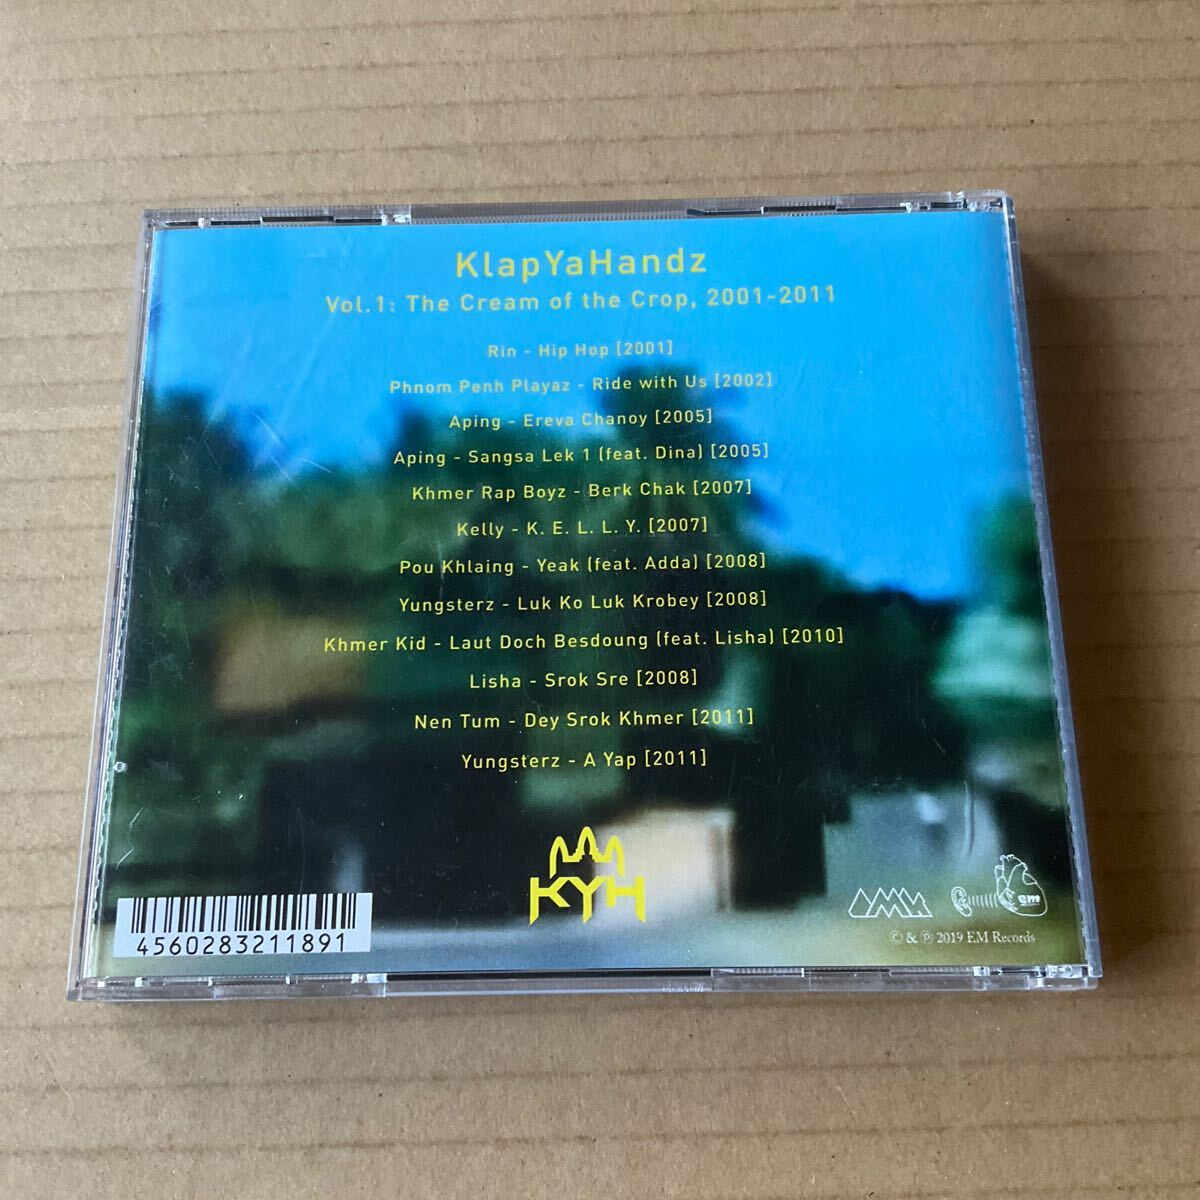 KlapYaHandz
Vol.1: The Cream of the Crop, 2001-2011
Rin - Hip Hop [2001]
Phnom Penh Playaz - Ride with Us [2002]
Aping - Ereva Chanoy [2005]
Aping - Sangsa Lek 1 (feat. Dina) [2005]
Khmer Rap Boyz - Berk Chak [2007]
Kelly - K. E. L. L. Y. [2007]
Pou Khlaing - Yeak (feat. Adda) [2008]
Yungsterz - Luk Ko Luk Krobey [2008]
Khmer Kid - Laut Doch Besdoung (feat. Lisha) [2010]
Lisha - Srok Sre [2008]
Nen Tum - Dey Srok Khmer [2011]
Yungsterz - A Yap [2011]
KYH
4560283211891
em
© & ℗ 2019 EM Records